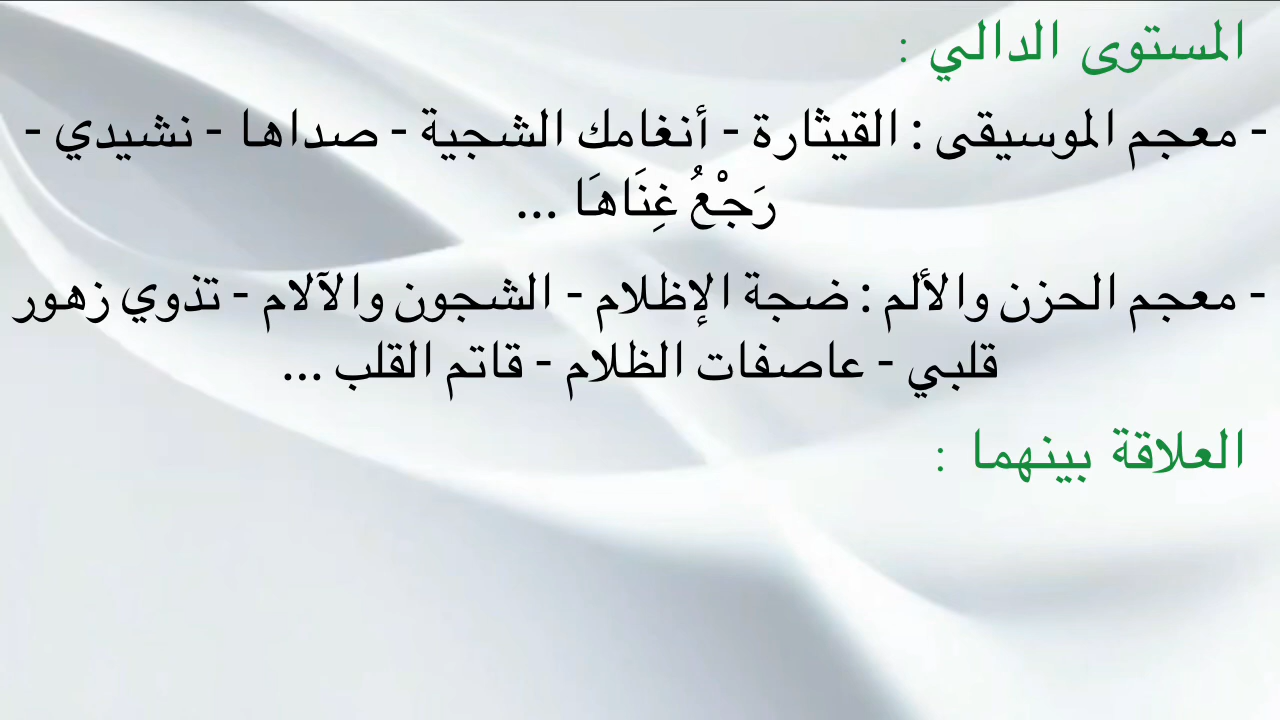 المستوى الدالي :
- معجم الموسيقى : القيثارة - أنغامك الشجية - صداها - نشيدي -
رَجْعُ غِنَاهَا ...
- معجم الحزن والألم : ضجة الإظلام - الشجون والآلام - تذوي زهور
قلبي - عاصفات الظلام - قاتم القلب ...
العلاقة بينهما :